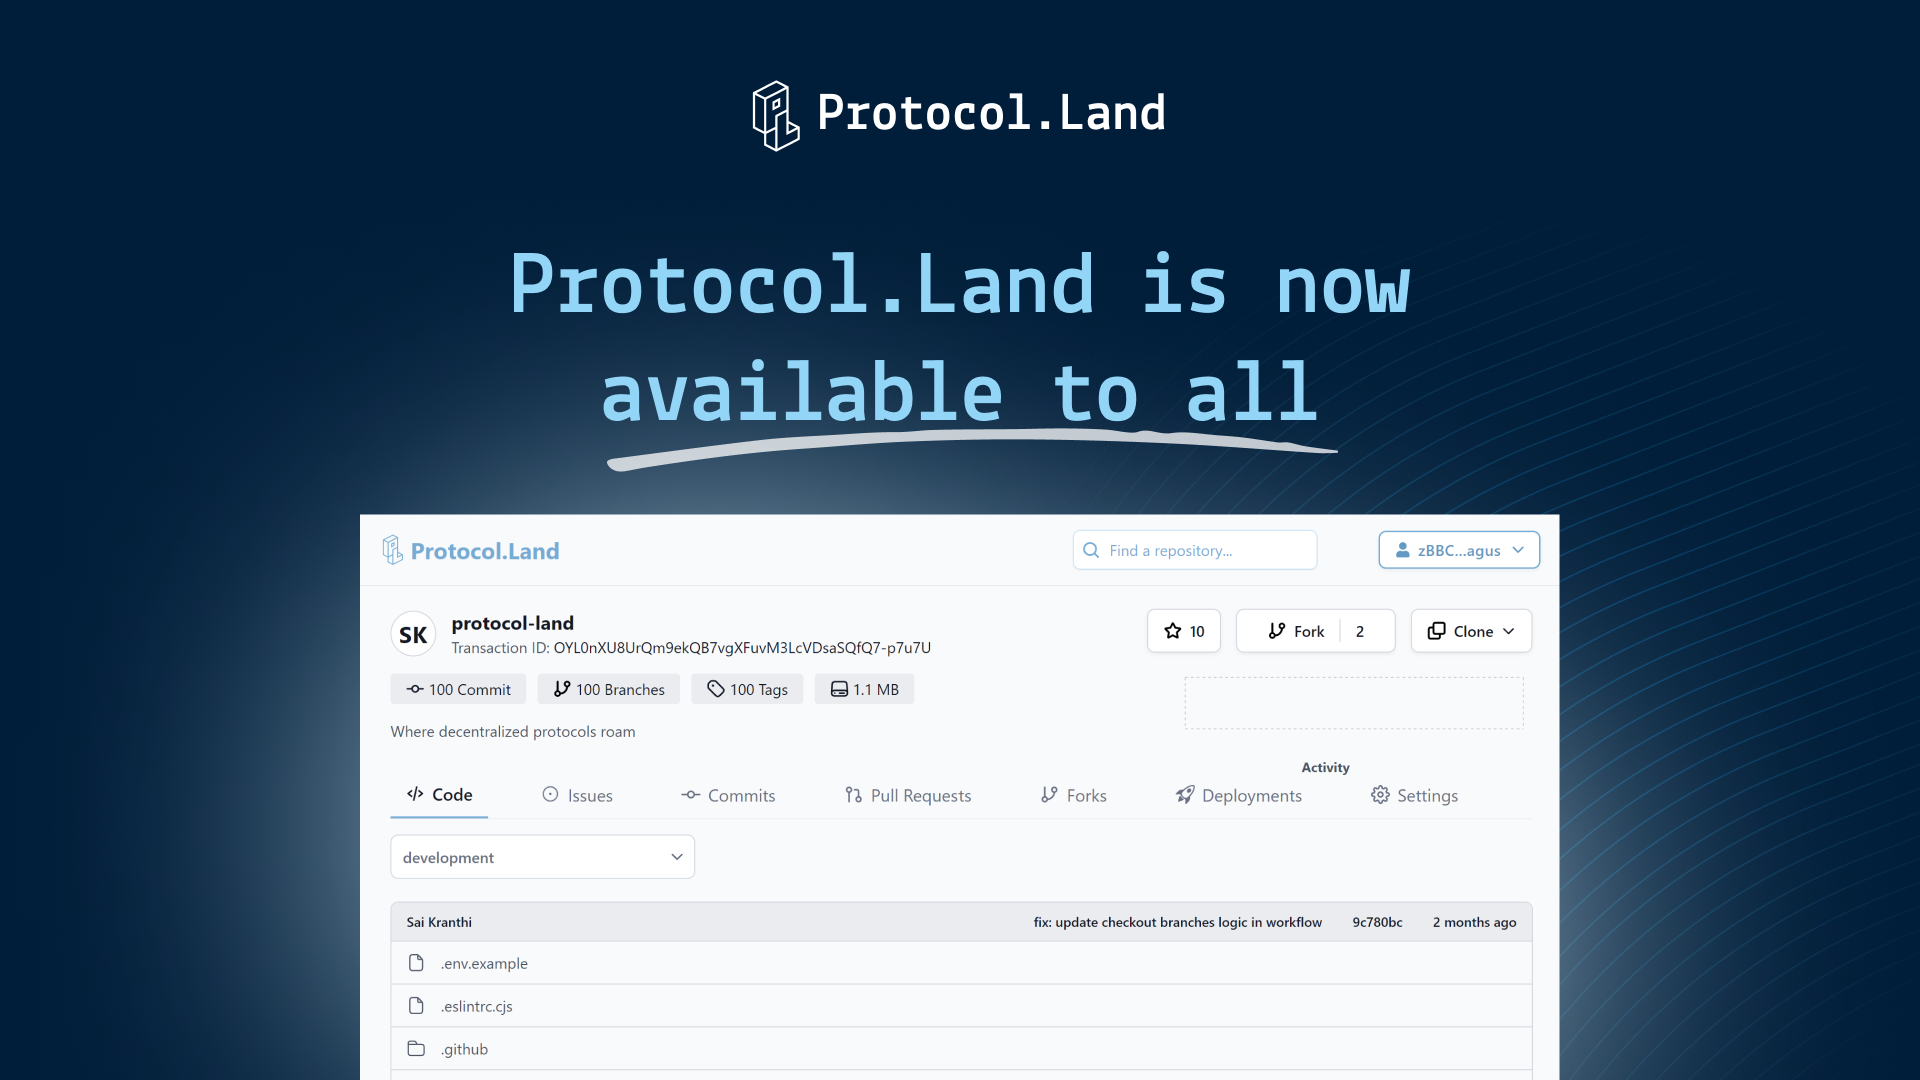 Protocol.Land
Protocol.Land is now
available to all
Protocol.Land
Find a repository...
zBBC...agus
SK
protocol-land
Transaction ID: OYL0nXU8UrQm9ekQB7vgXFuvM3LcVDsaSQfQ7-p7u7U
10
Fork 2
Clone
100 Commit
100 Branches
100 Tags
1.1 MB
Where decentralized protocols roam
Activity
Code
Issues
Commits
Pull Requests
Forks
Deployments
Settings
development
Sai Kranthi
fix: update checkout branches logic in workflow
9c780bc
2 months ago
.env.example
.eslintrc.cjs
.github